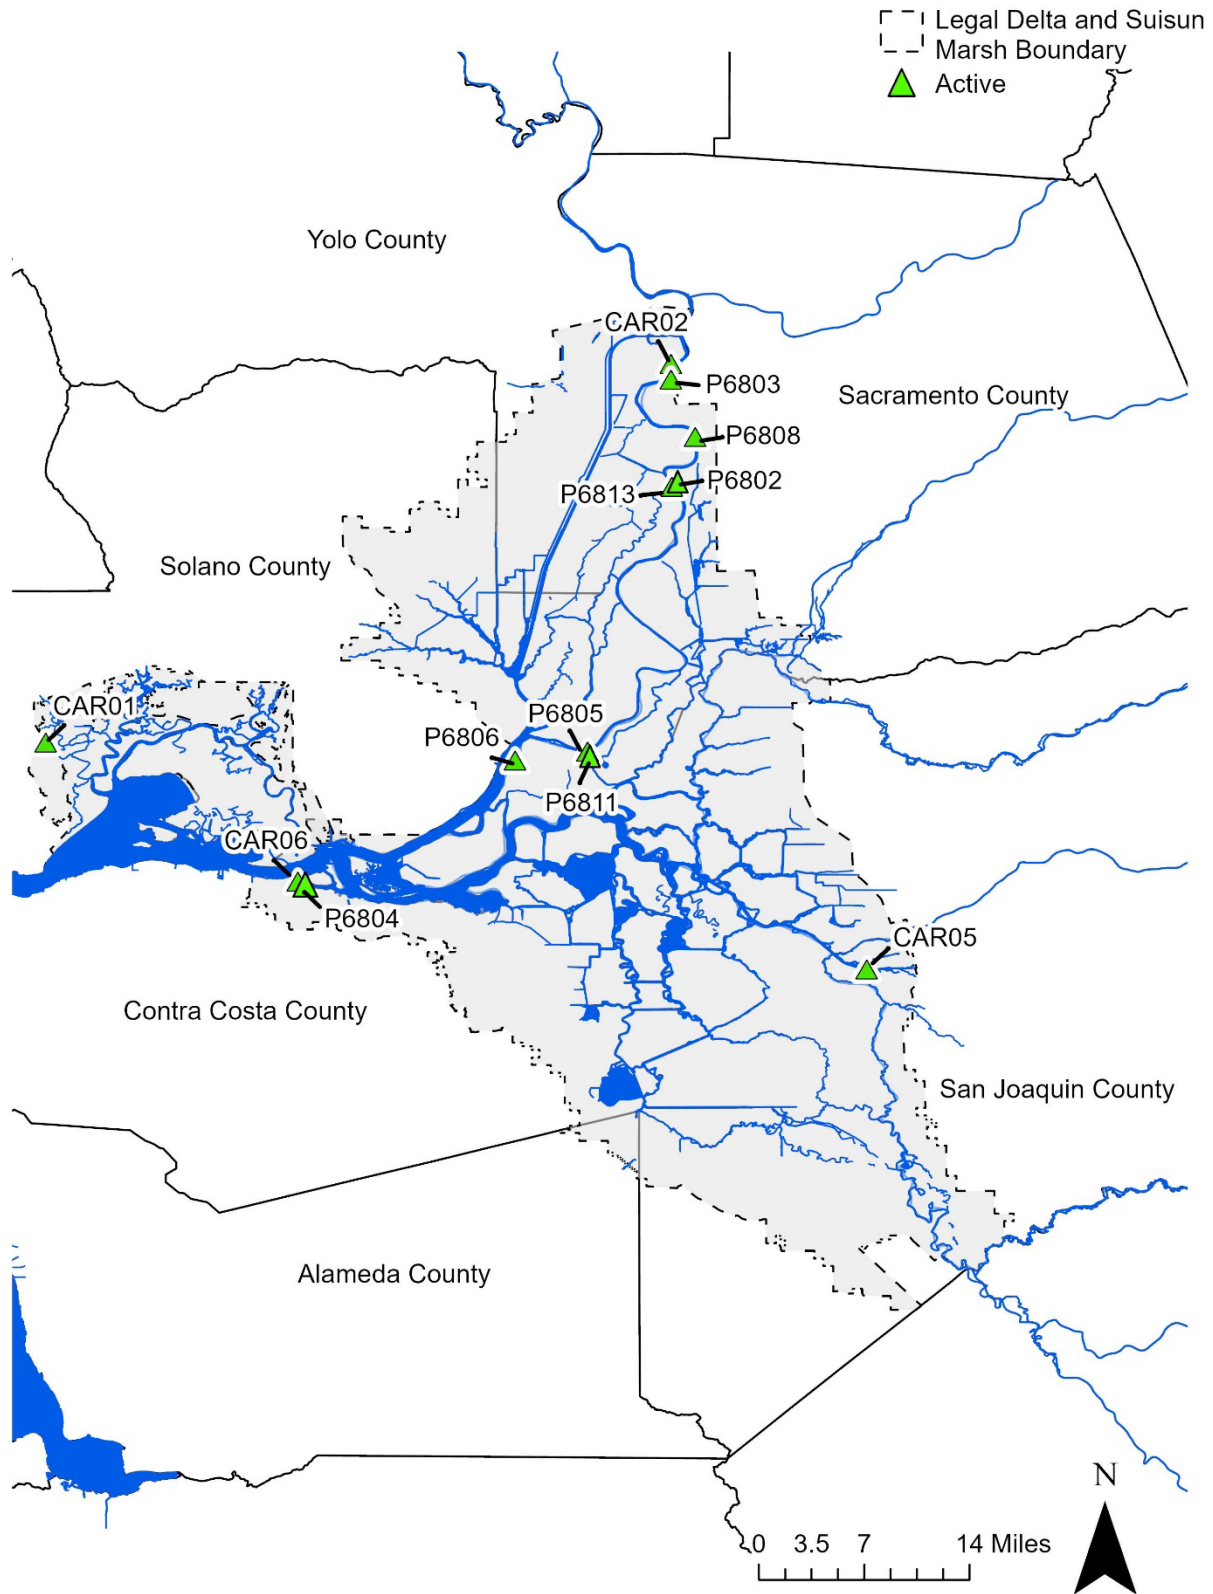 Legal Delta and Suisun
Marsh Boundary
Active
Yolo County
CAR02
P6803
Sacramento County
P6808
P6802
P6813
Solano County
CAR01
P6805
P6806
P6811
CAR06
P6804
CAR05
Contra Costa County
San Joaquin County
Alameda County
N
0 3.5 7 14 Miles